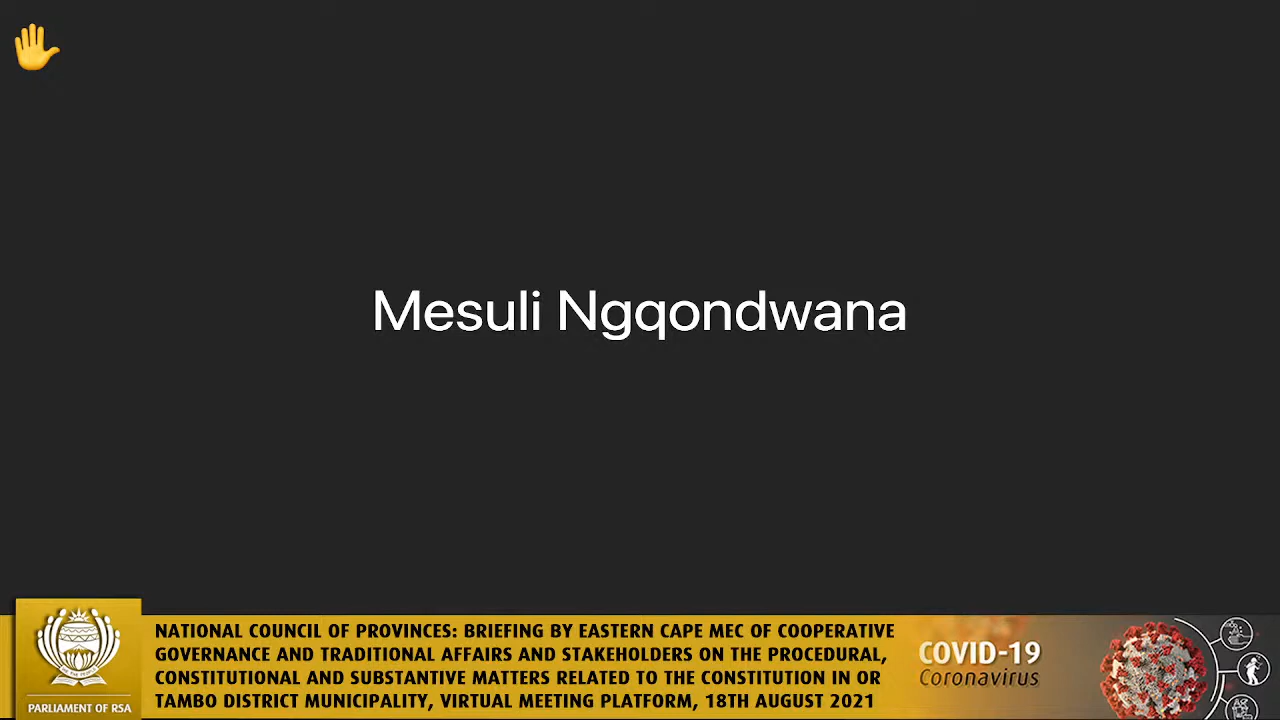 Mesuli Ngqondwana
NATIONAL COUNCIL OF PROVINCES: BRIEFING BY EASTERN CAPE MEC OF COOPERATIVE
GOVERNANCE AND TRADITIONAL AFFAIRS AND STAKEHOLDERS ON THE PROCEDURAL,
CONSTITUTIONAL AND SUBSTANTIVE MATTERS RELATED TO THE CONSTITUTION IN OR
TAMBO DISTRICT MUNICIPALITY, VIRTUAL MEETING PLATFORM, 18TH AUGUST 2021
PARLIAMENT OF RSA
COVID-19
Coronavirus